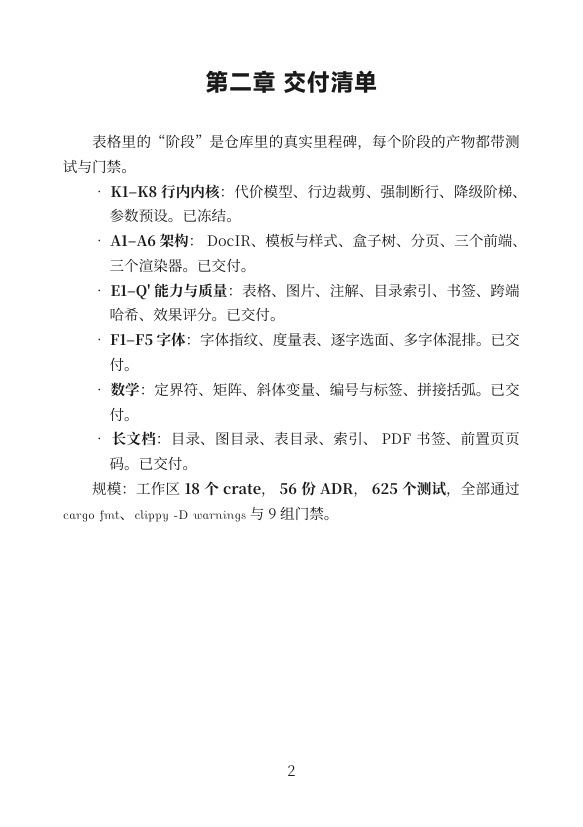 第二章 交付清单
表格里的“阶段”是仓库里的真实里程碑，每个阶段的产物都带测
试与门禁。
· K1–K8 行内内核：代价模型、行边裁剪、强制断行、降级阶梯、
参数预设。已冻结。
· A1–A6 架构： DocIR、模板与样式、盒子树、分页、三个前端、
三个渲染器。已交付。
· E1–Q' 能力与质量：表格、图片、注解、目录索引、书签、跨端
哈希、效果评分。已交付。
· F1–F5 字体：字体指纹、度量表、逐字选面、多字体混排。已交
付。
· 数学：定界符、矩阵、斜体变量、编号与标签、拼接括弧。已交
付。
· 长文档：目录、图目录、表目录、索引、 PDF 书签、前置页页
码。已交付。
规模：工作区 18 个 crate， 56 份 ADR， 625 个测试，全部通过
cargo fmt、clippy -D warnings 与 9 组门禁。
2